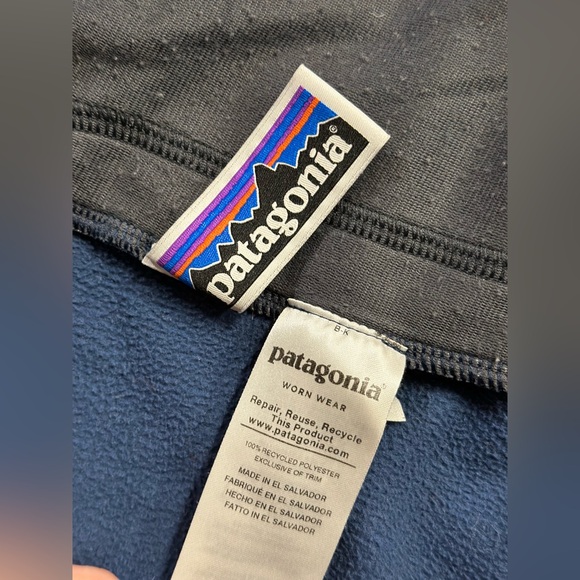 patagonia®
B-K
patagonia®
WORN WEAR
Repair, Reuse, Recycle
This Product
www.patagonia.com
100% RECYCLED POLYESTER
EXCLUSIVE OF TRIM
MADE IN EL SALVADOR
FABRIQUÉ EN EL SALVADOR
HECHO EN EL SALVADOR
FATTO IN EL SALVADOR